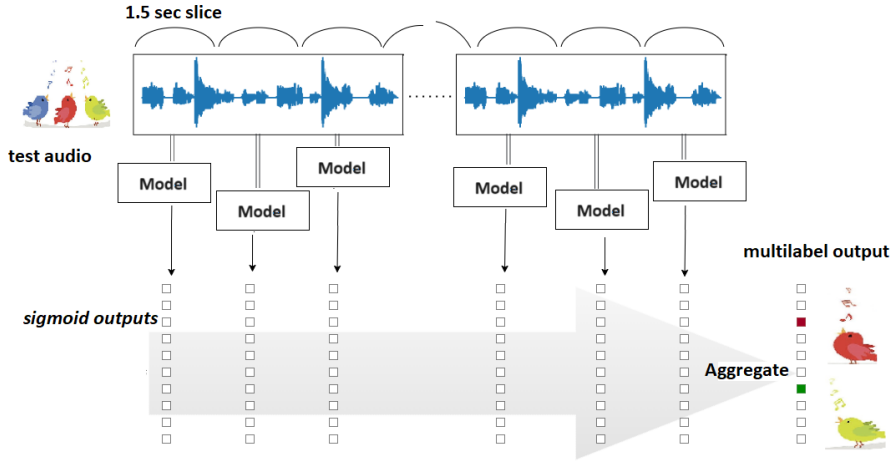 1.5 sec slice
test audio
Model
Model
Model
Model
Model
Model
multilabel output
sigmoid outputs
Aggregate